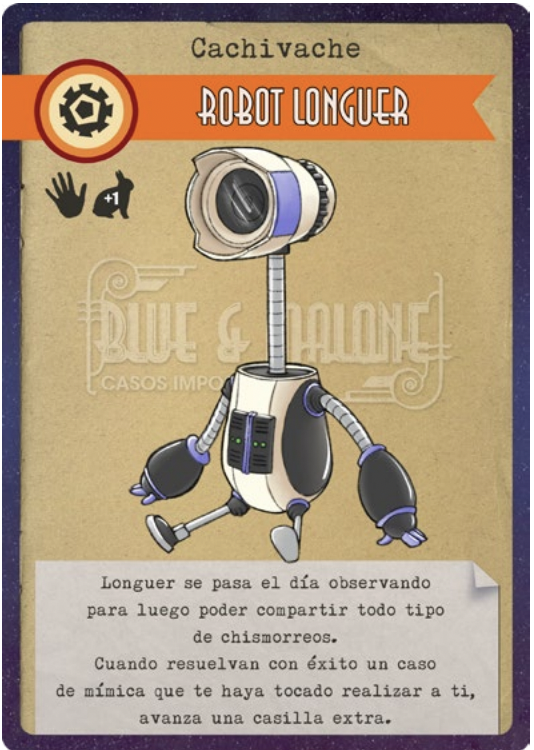 Cachivache
ROBOT LONGUER
+1
BLUE & MALONE
CASOS IMPO
Longuer se pasa el día observando
para luego poder compartir todo tipo
de chismorreos.
Cuando resuelvan con éxito un caso
de mímica que te haya tocado realizar a ti,
avanza una casilla extra.